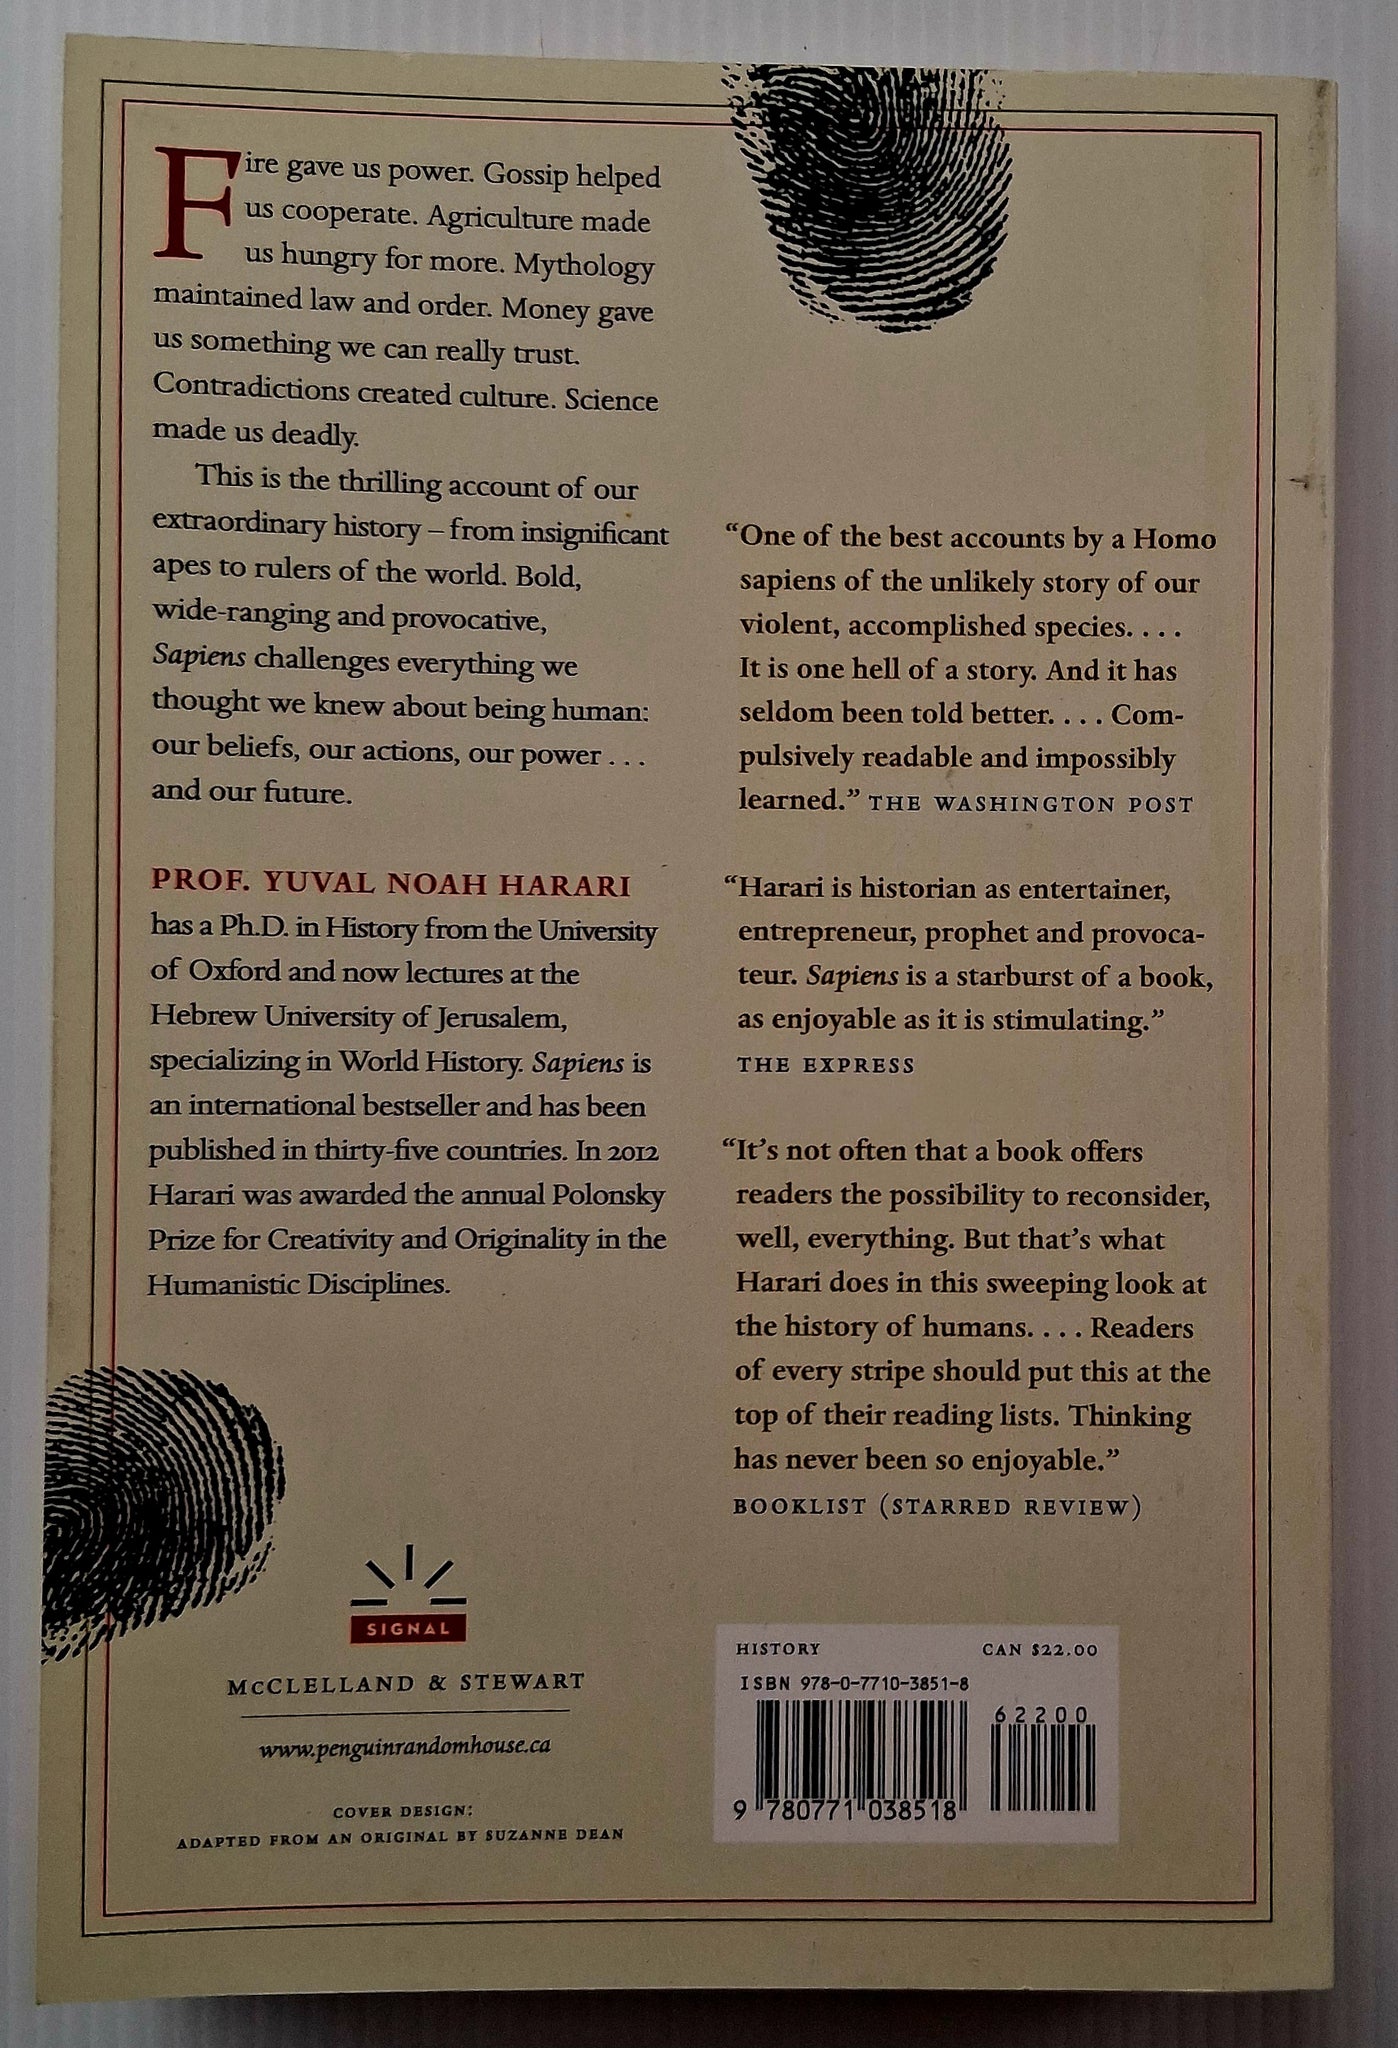 Fire gave us power. Gossip helped
us cooperate. Agriculture made
us hungry for more. Mythology
maintained law and order. Money gave
us something we can really trust.
Contradictions created culture. Science
made us deadly.
This is the thrilling account of our
extraordinary history – from insignificant
apes to rulers of the world. Bold,
wide-ranging and provocative,
Sapiens challenges everything we
thought we knew about being human:
our beliefs, our actions, our power . . .
and our future.
PROF. YUVAL NOAH HARARI
has a Ph.D. in History from the University
of Oxford and now lectures at the
Hebrew University of Jerusalem,
specializing in World History. Sapiens is
an international bestseller and has been
published in thirty-five countries. In 2012
Harari was awarded the annual Polonsky
Prize for Creativity and Originality in the
Humanistic Disciplines.
SIGNAL
McCLELLAND & STEWART
www.penguinrandomhouse.ca
COVER DESIGN:
ADAPTED FROM AN ORIGINAL BY SUZANNE DEAN
“One of the best accounts by a Homo
sapiens of the unlikely story of our
violent, accomplished species. . . .
It is one hell of a story. And it has
seldom been told better. . . . Com-
pulsively readable and impossibly
learned.” THE WASHINGTON POST
“Harari is historian as entertainer,
entrepreneur, prophet and provoca-
teur. Sapiens is a starburst of a book,
as enjoyable as it is stimulating.”
THE EXPRESS
“It’s not often that a book offers
readers the possibility to reconsider,
well, everything. But that’s what
Harari does in this sweeping look at
the history of humans. . . . Readers
of every stripe should put this at the
top of their reading lists. Thinking
has never been so enjoyable.”
BOOKLIST (STARRED REVIEW)
HISTORY CAN $22.00
ISBN 978-0-7710-3851-8
62200
9 780771 038518